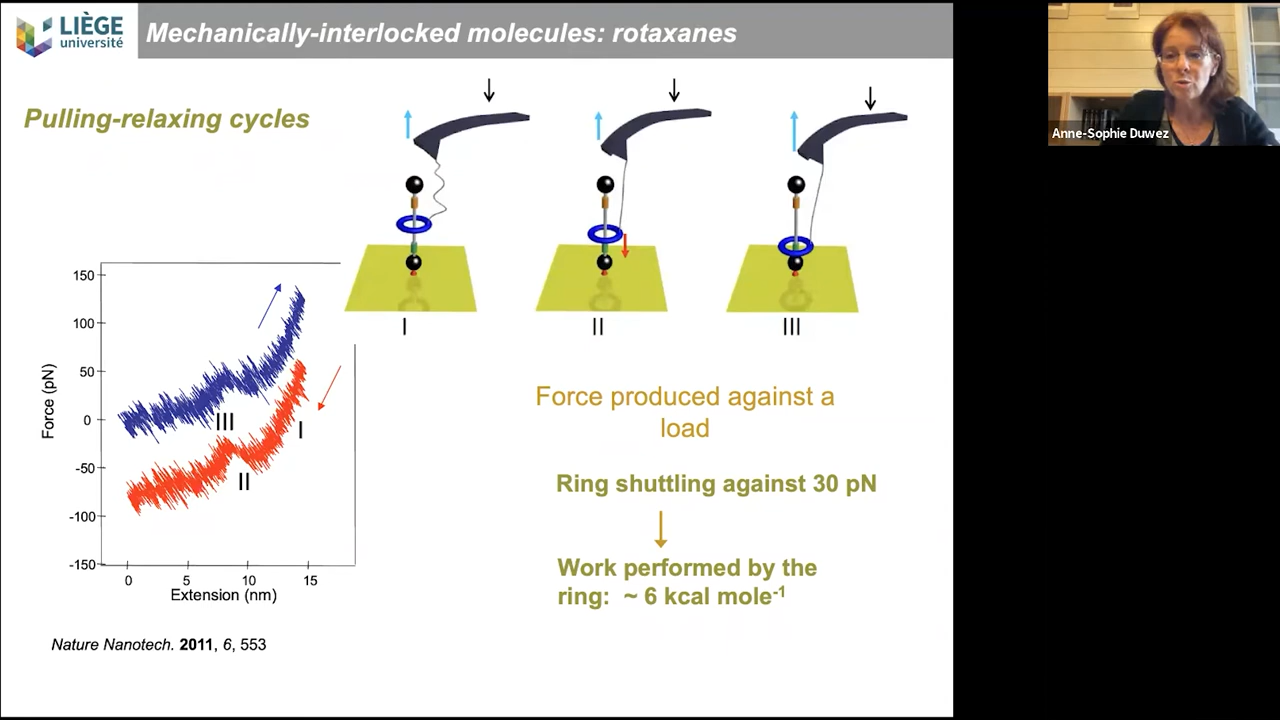 LIÈGE
université
Mechanically-interlocked molecules: rotaxanes
Anne-Sophie Duwez
Pulling-relaxing cycles
I
II
III
150
100
50
0
-50
-100
-150
Force (pN)
III
I
II
0
5
10
15
Extension (nm)
Force produced against a
load
Ring shuttling against 30 pN
Work performed by the
ring: ~ 6 kcal mole-1
Nature Nanotech. 2011, 6, 553